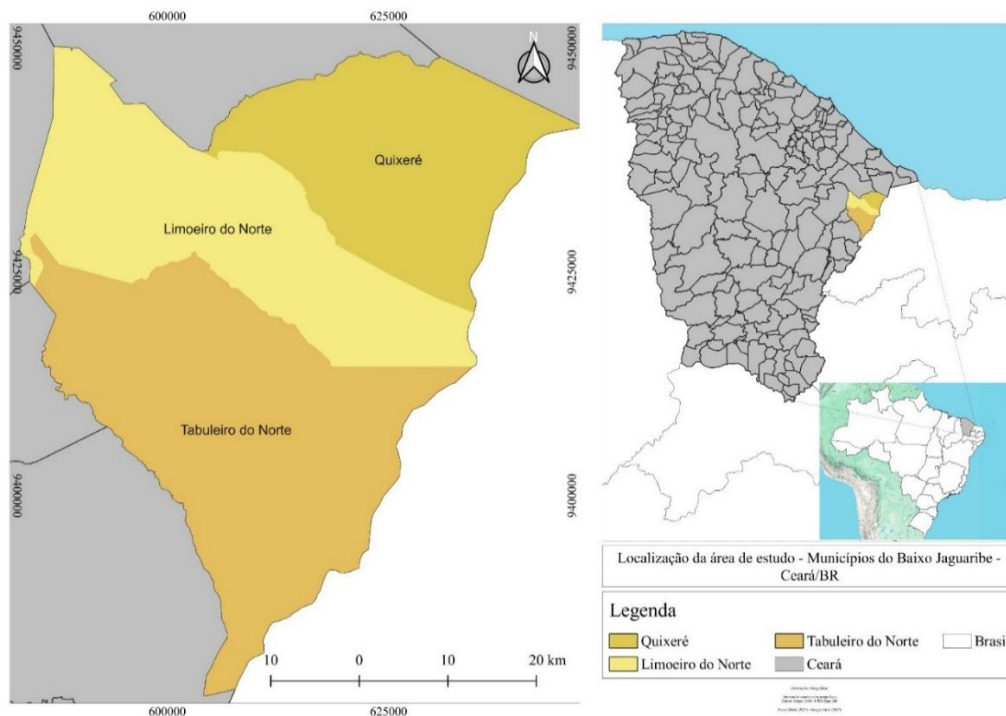 600000
625000
9450000
9450000
N
Quixeré
Limoeiro do Norte
9425000
9425000
Tabuleiro do Norte
9400000
9400000
10 0 10 20 km
600000
625000
Localização da área de estudo - Municípios do Baixo Jaguaribe -
Ceará/BR
Legenda
Quixeré
Tabuleiro do Norte
Brasi
Limoeiro do Norte
Ceará